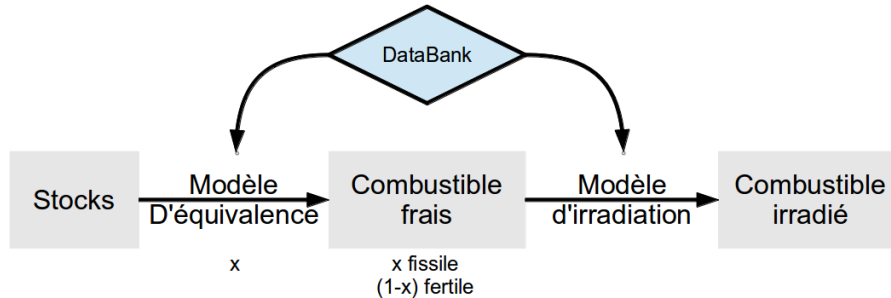 DataBank
Stocks
Modèle
D'équivalence
Combustible
frais
Modèle
d'irradiation
Combustible
irradié
x
x fissile
(1-x) fertile